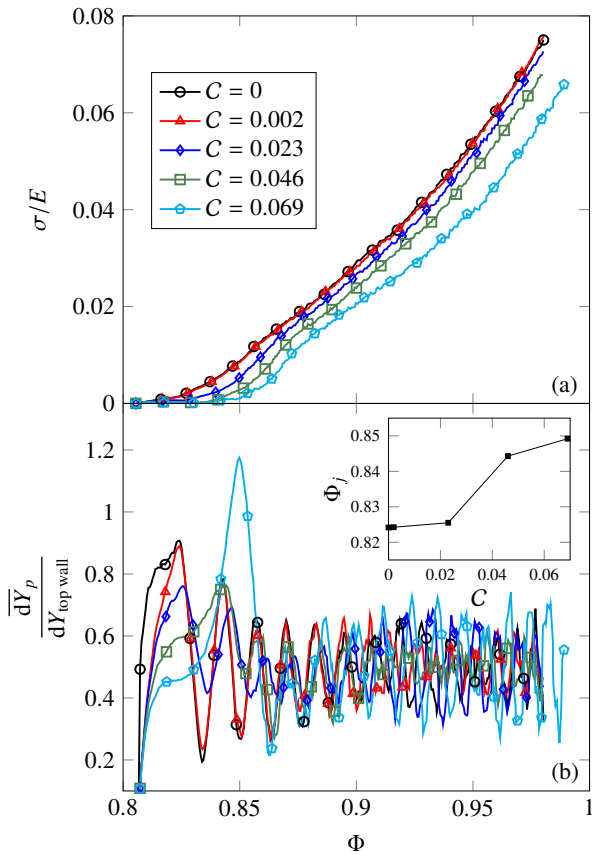 0.08
0.06
0.04
0.02
0
σ/E
C = 0
C = 0.002
C = 0.023
C = 0.046
C = 0.069
(a)
1.2
1
0.8
0.6
0.4
0.2
dY_p
dY_top wall
0.85
0.84
0.83
0.82
Φ_j
0 0.02 0.04 0.06
C
(b)
0.8 0.85 0.9 0.95 1
Φ